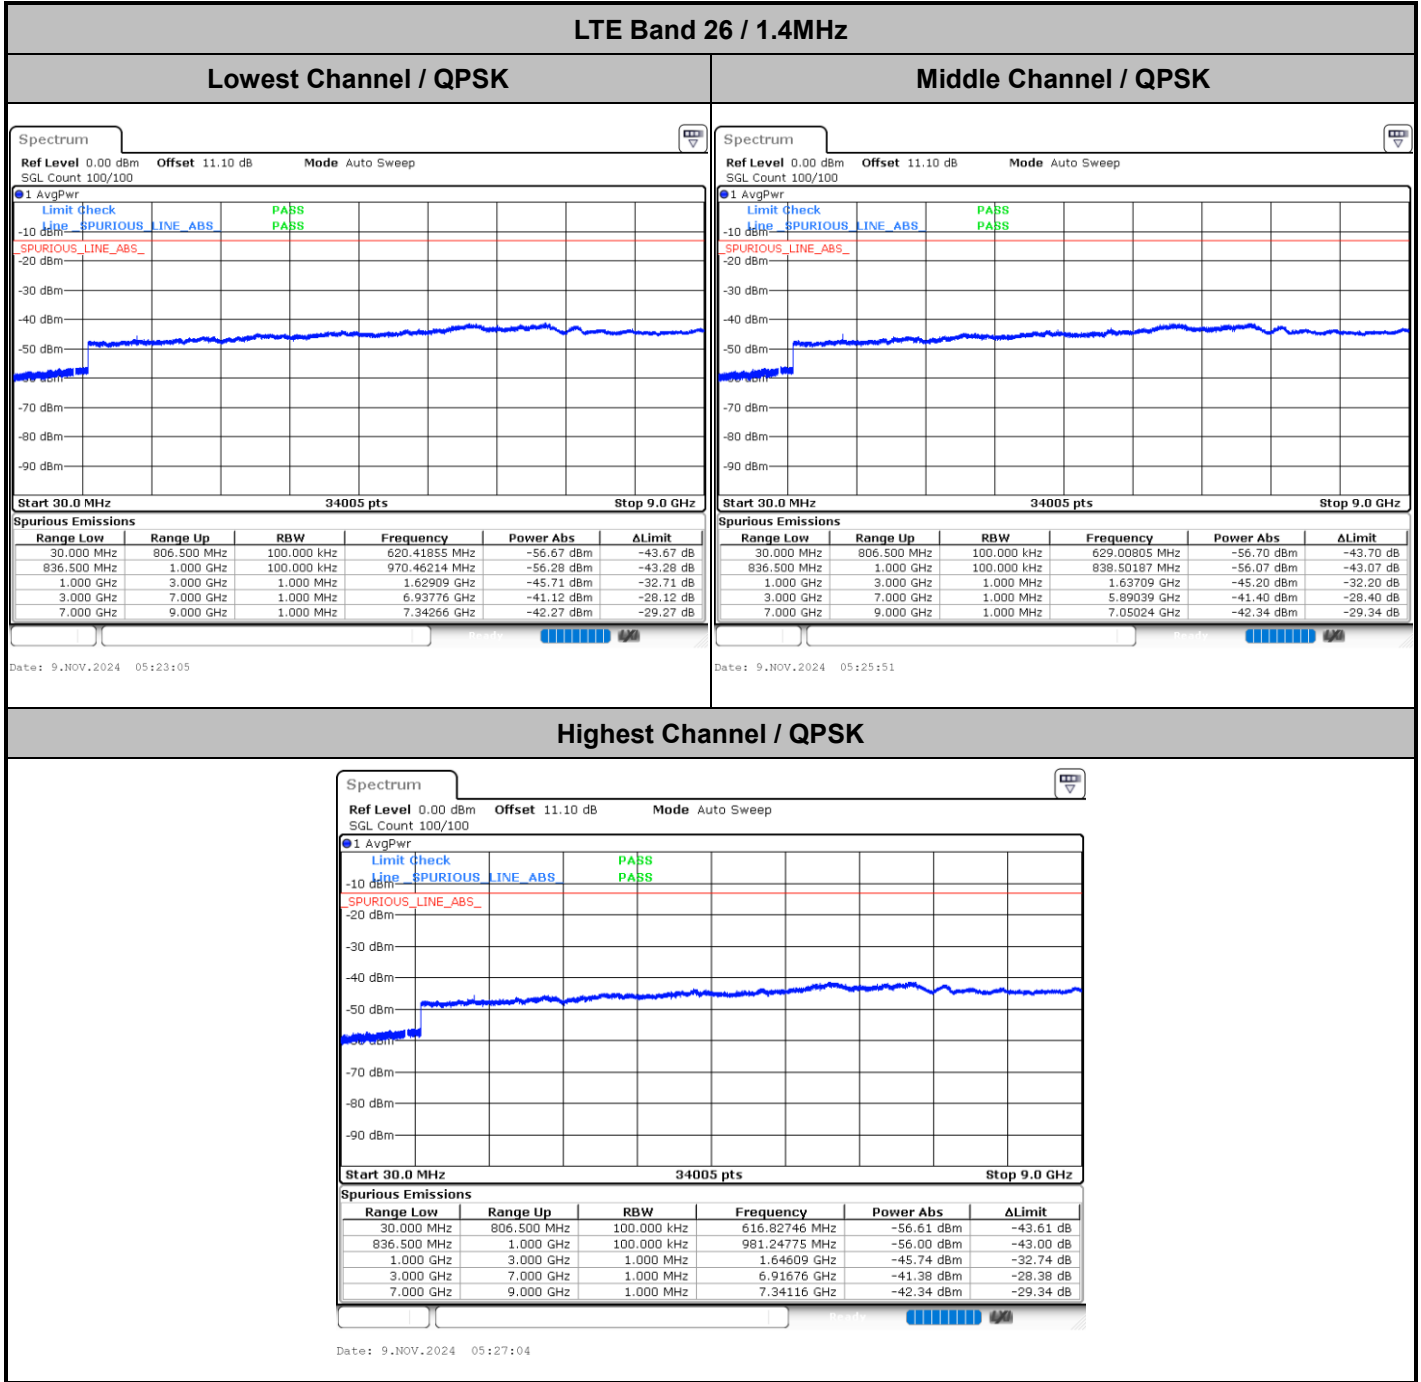 LTE Band 26 / 1.4MHz
Lowest Channel / QPSK
Middle Channel / QPSK
Spectrum
Ref Level 0.00 dBm Offset 11.10 dB Mode Auto Sweep
SGL Count 100/100
1 AvgPwr
Limit Check PASS
Line _SPURIOUS_LINE_ABS_ PASS
-10 dBm
_SPURIOUS_LINE_ABS_
-20 dBm
-30 dBm
-40 dBm
-50 dBm
-60 dBm
-70 dBm
-80 dBm
-90 dBm
Start 30.0 MHz 34005 pts Stop 9.0 GHz
Spurious Emissions
Range Low Range Up RBW Frequency Power Abs ΔLimit
30.000 MHz 806.500 MHz 100.000 kHz 620.41855 MHz -56.67 dBm -43.67 dB
836.500 MHz 1.000 GHz 100.000 kHz 970.46214 MHz -56.28 dBm -43.28 dB
1.000 GHz 3.000 GHz 1.000 MHz 1.62909 GHz -45.71 dBm -32.71 dB
3.000 GHz 7.000 GHz 1.000 MHz 6.93776 GHz -41.12 dBm -28.12 dB
7.000 GHz 9.000 GHz 1.000 MHz 7.34266 GHz -42.27 dBm -29.27 dB
Ready
Date: 9.NOV.2024 05:23:05
Spectrum
Ref Level 0.00 dBm Offset 11.10 dB Mode Auto Sweep
SGL Count 100/100
1 AvgPwr
Limit Check PASS
Line _SPURIOUS_LINE_ABS_ PASS
-10 dBm
_SPURIOUS_LINE_ABS_
-20 dBm
-30 dBm
-40 dBm
-50 dBm
-60 dBm
-70 dBm
-80 dBm
-90 dBm
Start 30.0 MHz 34005 pts Stop 9.0 GHz
Spurious Emissions
Range Low Range Up RBW Frequency Power Abs ΔLimit
30.000 MHz 806.500 MHz 100.000 kHz 629.00805 MHz -56.70 dBm -43.70 dB
836.500 MHz 1.000 GHz 100.000 kHz 838.50187 MHz -56.07 dBm -43.07 dB
1.000 GHz 3.000 GHz 1.000 MHz 1.63709 GHz -45.20 dBm -32.20 dB
3.000 GHz 7.000 GHz 1.000 MHz 5.89039 GHz -41.40 dBm -28.40 dB
7.000 GHz 9.000 GHz 1.000 MHz 7.05024 GHz -42.34 dBm -29.34 dB
Ready
Date: 9.NOV.2024 05:25:51
Highest Channel / QPSK
Spectrum
Ref Level 0.00 dBm Offset 11.10 dB Mode Auto Sweep
SGL Count 100/100
1 AvgPwr
Limit Check PASS
Line _SPURIOUS_LINE_ABS_ PASS
-10 dBm
_SPURIOUS_LINE_ABS_
-20 dBm
-30 dBm
-40 dBm
-50 dBm
-60 dBm
-70 dBm
-80 dBm
-90 dBm
Start 30.0 MHz 34005 pts Stop 9.0 GHz
Spurious Emissions
Range Low Range Up RBW Frequency Power Abs ΔLimit
30.000 MHz 806.500 MHz 100.000 kHz 616.82746 MHz -56.61 dBm -43.61 dB
836.500 MHz 1.000 GHz 100.000 kHz 981.24775 MHz -56.00 dBm -43.00 dB
1.000 GHz 3.000 GHz 1.000 MHz 1.64609 GHz -45.74 dBm -32.74 dB
3.000 GHz 7.000 GHz 1.000 MHz 6.91676 GHz -41.38 dBm -28.38 dB
7.000 GHz 9.000 GHz 1.000 MHz 7.34116 GHz -42.34 dBm -29.34 dB
Ready
Date: 9.NOV.2024 05:27:04